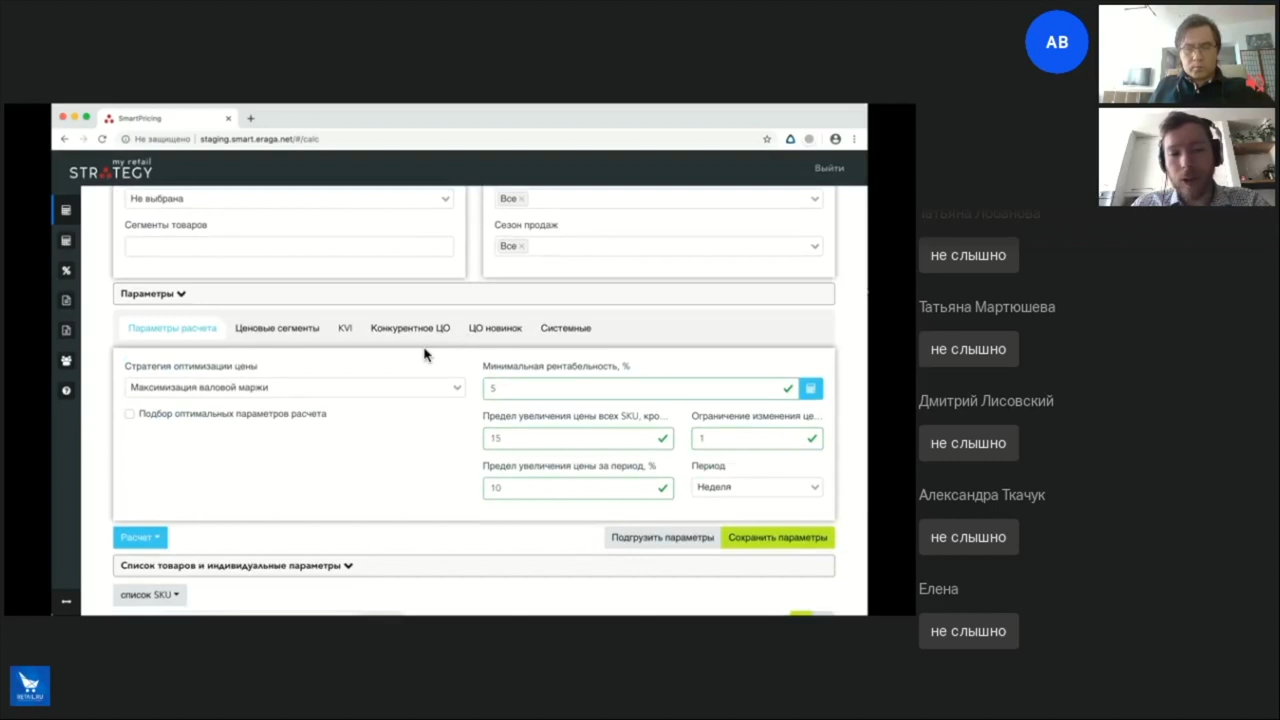 AB
SmartPricing
Не защищено
staging.smart.eraga.net/#/calc
my retail
STRATEGY
Выйти
Не выбрана
Все
Сегменты товаров
Сезон продаж
Все
Параметры
Параметры расчета
Ценовые сегменты
KVI
Конкурентное ЦО
ЦО новинок
Системные
Стратегия оптимизации цены
Минимальная рентабельность, %
Максимизация валовой маржи
5
Подбор оптимальных параметров расчета
Предел увеличения цены всех SKU, кро...
Ограничение изменения це...
15
1
Предел увеличения цены за период, %
Период
10
Неделя
Расчет
Подгрузить параметры
Сохранить параметры
Список товаров и индивидуальные параметры
список SKU
Татьяна Лобанова
не слышно
Татьяна Мартюшева
не слышно
Дмитрий Лисовский
не слышно
Александра Ткачук
не слышно
Елена
не слышно
RETAIL.RU